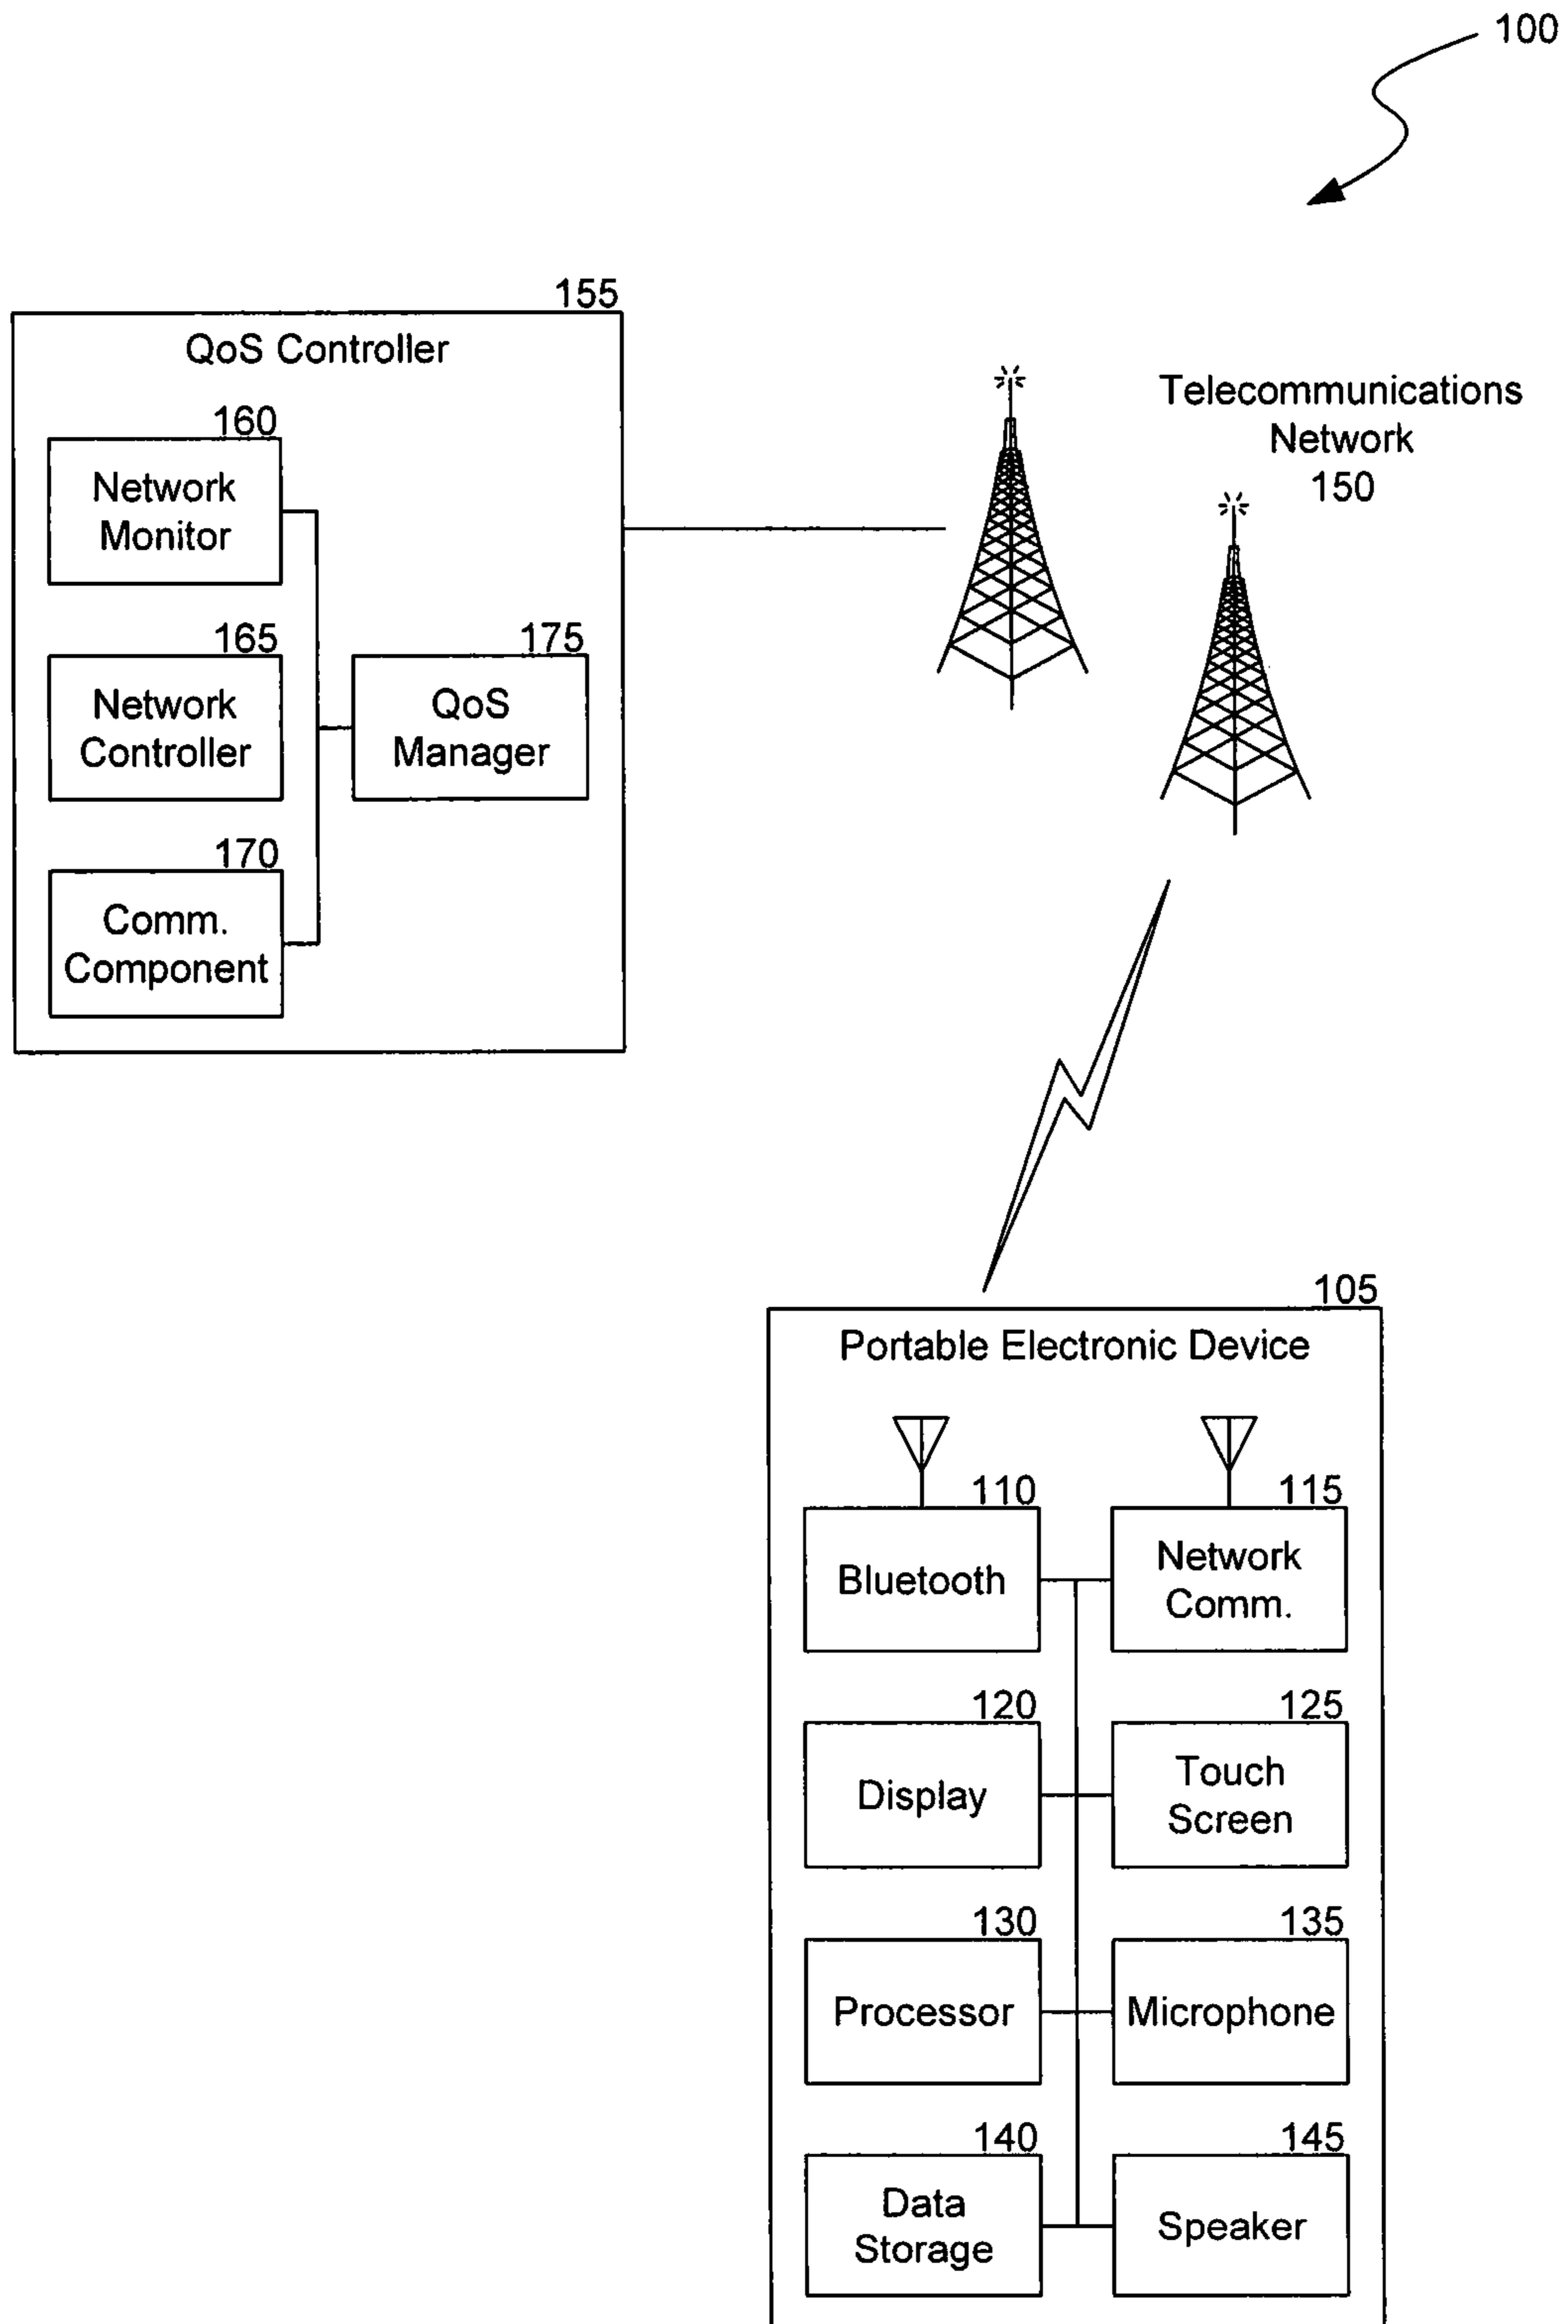 100
155
QoS Controller
160
Network
Monitor
165
Network
Controller
175
QoS
Manager
170
Comm.
Component
Telecommunications
Network
150
105
Portable Electronic Device
110
Bluetooth
115
Network
Comm.
120
Display
125
Touch
Screen
130
Processor
135
Microphone
140
Data
Storage
145
Speaker